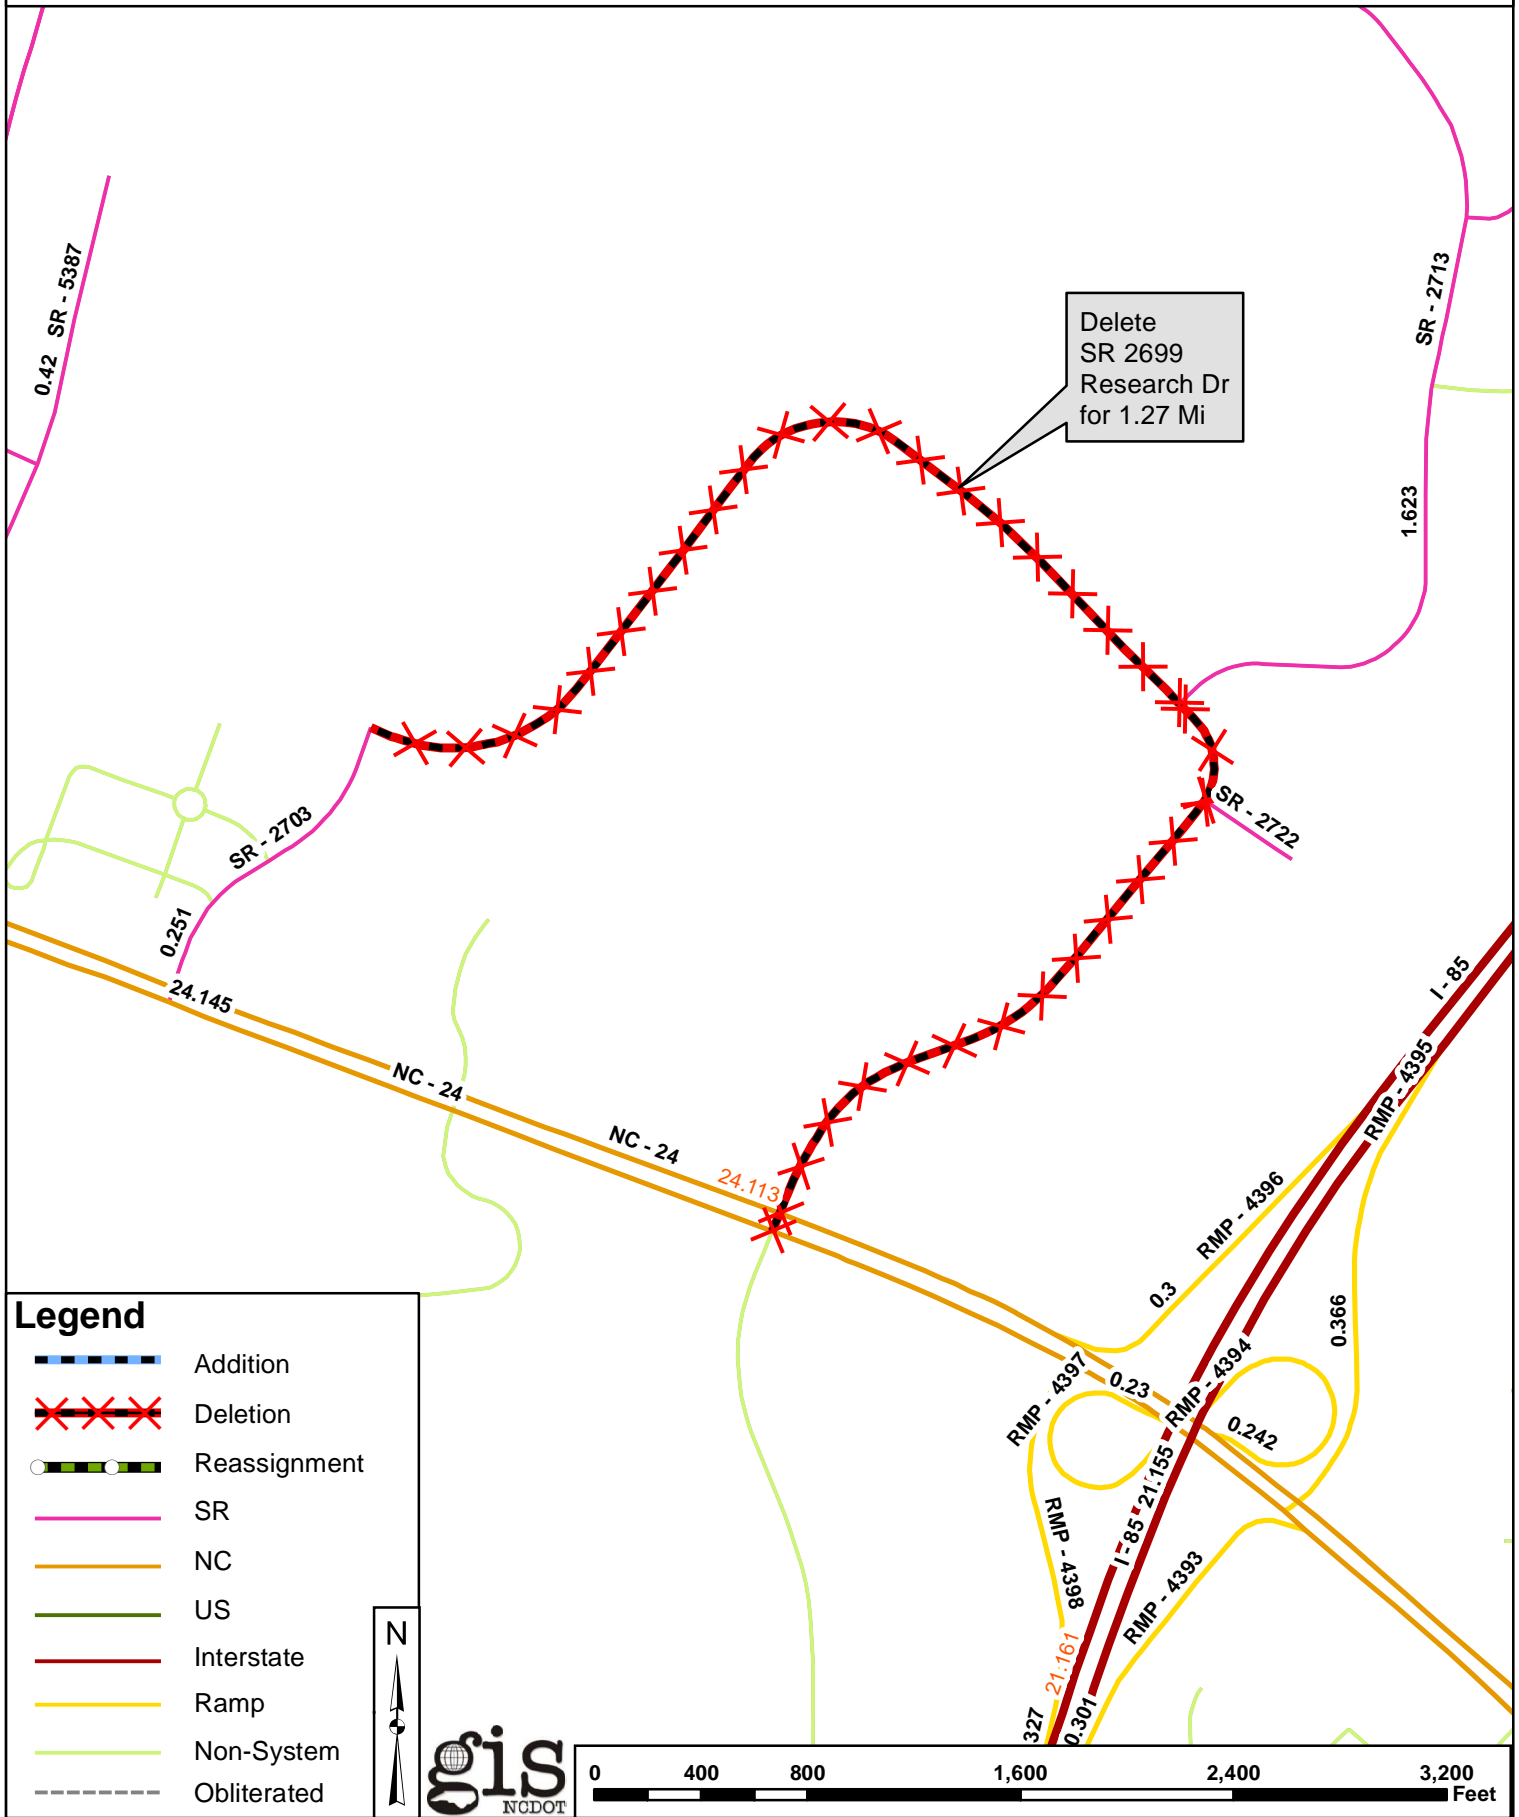 0.42 SR - 5387
SR - 2713
Delete
SR 2699
Research Dr
for 1.27 Mi
1.623
SR - 2703
SR - 2722
0.251
24.145
I - 85
NC - 24
NC - 24
24.113
RMP - 4395
RMP - 4396
0.3
0.366
RMP - 4397
0.23
RMP - 4394
0.242
21.155
I - 85
RMP - 4398
RMP - 4393
21.161
327
0.301
Legend
Addition
Deletion
Reassignment
SR
NC
US
Interstate
Ramp
Non-System
Obliterated
N
gis
NCDOT
0 400 800 1,600 2,400 3,200
Feet